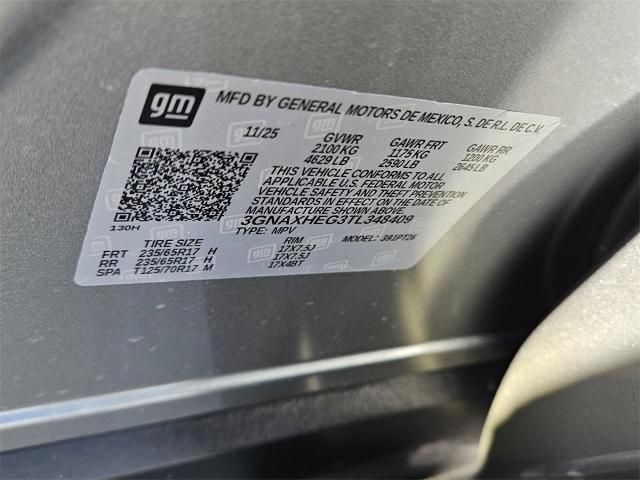 gm
MFD BY GENERAL MOTORS DE MEXICO, S. DE R.L. DE C.V.
11/25 GVWR GAWR FRT GAWR RR
2100 KG 1175 KG 1200 KG
4629 LB 2590 LB 2645 LB
THIS VEHICLE CONFORMS TO ALL
APPLICABLE U.S. FEDERAL MOTOR
VEHICLE SAFETY AND THEFT PREVENTION
STANDARDS IN EFFECT ON THE DATE OF
MANUFACTURE SHOWN ABOVE.
3GNAXHEG3TL348409
130H
TYPE: MPV MODEL: 391PT26
TIRE SIZE RIM
FRT 235/65R17 H 17X7.5J
RR 235/65R17 H 17X7.5J
SPA T125/70R17 M 17X4BT